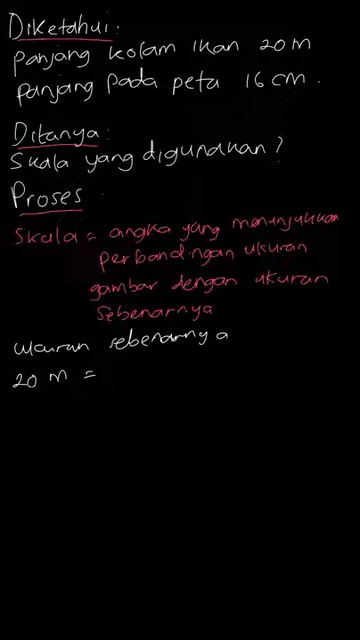 Diketahui:
panjang kolam ikan 20 m
panjang pada peta 16 cm.
Ditanya:
Skala yang digunakan?
Proses
Skala = angka yang menunjukkan
perbandingan ukuran
gambar dengan ukuran
sebenarnya
ukuran sebenarnya
20 m =